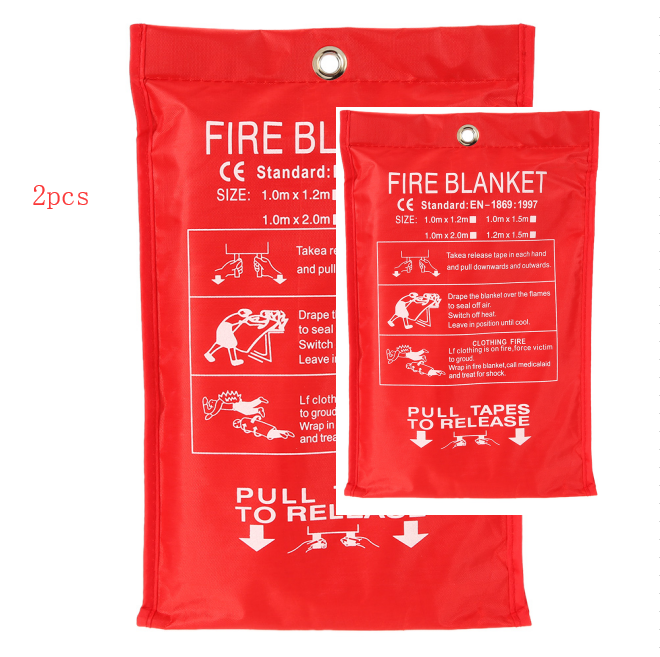 2pcs
FIRE BL
CE Standard:
SIZE: 1.0m x 1.2m
1.0m x 2.0m
Takea re
and pull
Drape t
to seal
Switch
Leave i
Lf cloth
to groud
Wrap in
and trea
PULL T
TO RELEASE
FIRE BLANKET
CE Standard:EN-1869:1997
SIZE: 1.0m x 1.2m 1.0m x 1.5m
1.0m x 2.0m 1.2m x 1.5m
Takea release tape in each hand
and pull downwards and outwards.
Drape the blanket over the flames
to seal off air.
Switch off heat.
Leave in position until cool.
CLOTHING FIRE
Lf clothing is on fire,force victim
to groud.
Wrap in fire blanket,call medicalaid
and treat for shock.
PULL TAPES
TO RELEASE